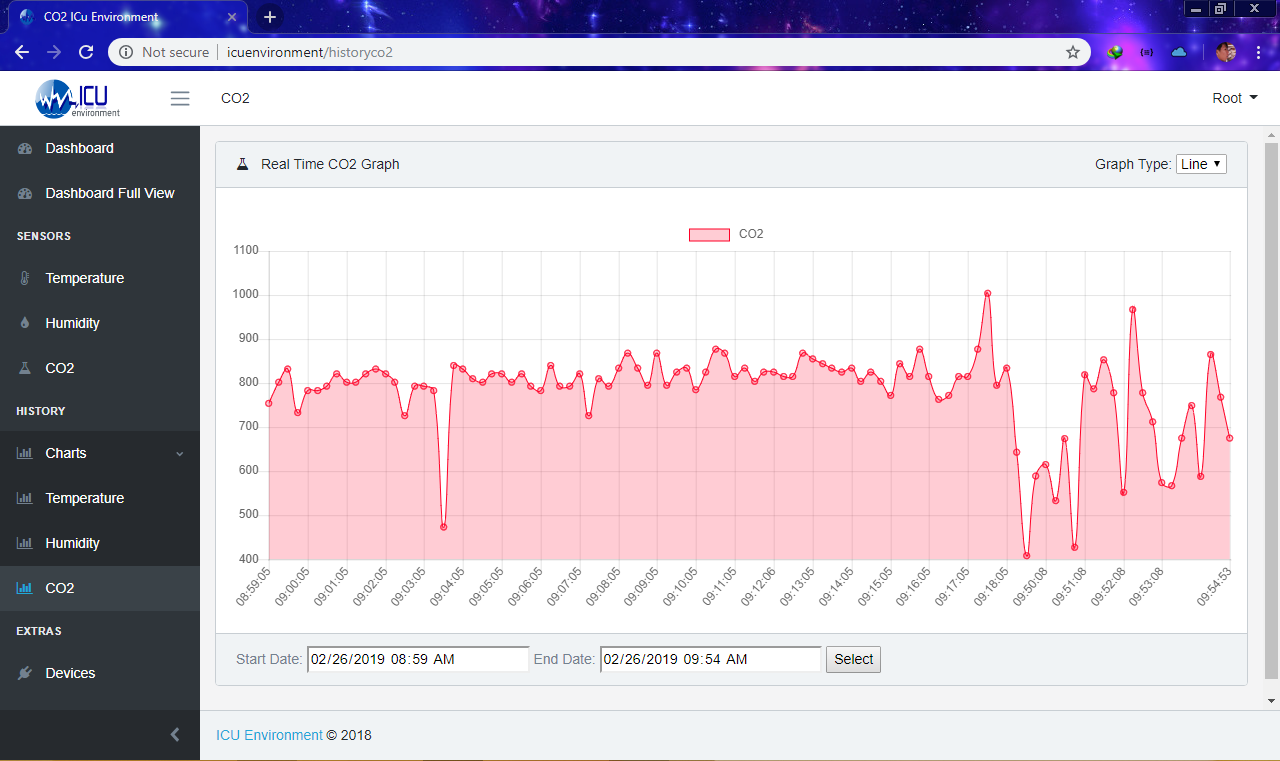 CO2 ICu Environment
Not secure | icuenvironment/historyco2
ICU
environment
CO2
Root
Dashboard
Dashboard Full View
SENSORS
Temperature
Humidity
CO2
HISTORY
Charts
Temperature
Humidity
CO2
EXTRAS
Devices
Real Time CO2 Graph
Graph Type: Line
CO2
1100
1000
900
800
700
600
500
400
08:59:05
09:00:05
09:01:05
09:02:05
09:03:05
09:04:05
09:05:05
09:06:05
09:07:05
09:08:05
09:09:05
09:10:05
09:11:05
09:12:06
09:13:05
09:14:05
09:15:05
09:16:05
09:17:05
09:18:05
09:50:08
09:51:08
09:52:08
09:53:08
09:54:53
Start Date: 02/26/2019 08:59 AM End Date: 02/26/2019 09:54 AM Select
ICU Environment © 2018